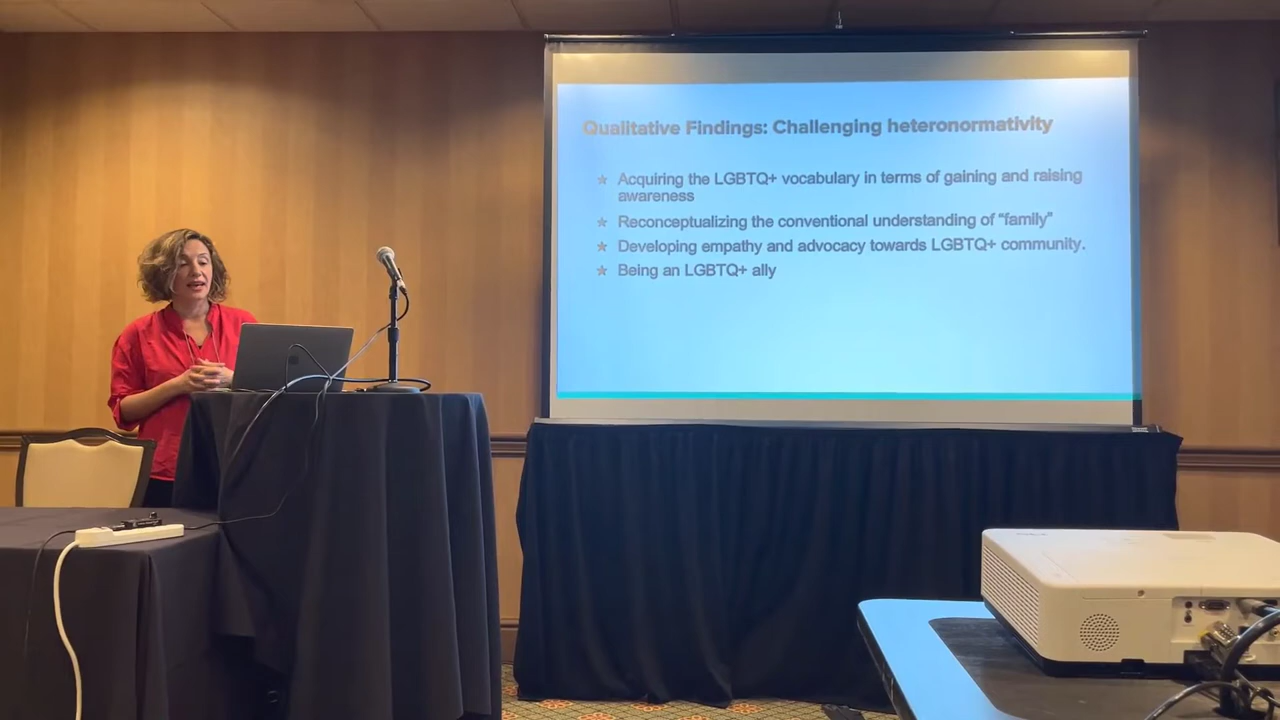 Qualitative Findings: Challenging heteronormativity
Acquiring the LGBTQ+ vocabulary in terms of gaining and raising
awareness
Reconceptualizing the conventional understanding of “family”
Developing empathy and advocacy towards LGBTQ+ community.
Being an LGBTQ+ ally